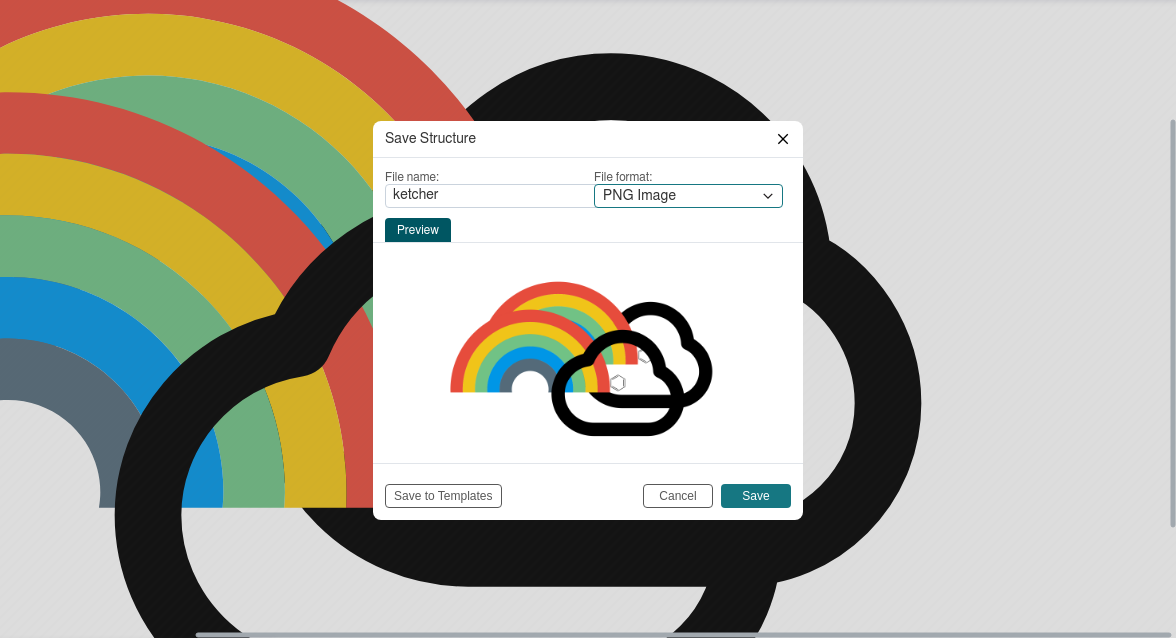 Save Structure
File name:
File format:
ketcher
PNG Image
Preview
Save to Templates
Cancel
Save